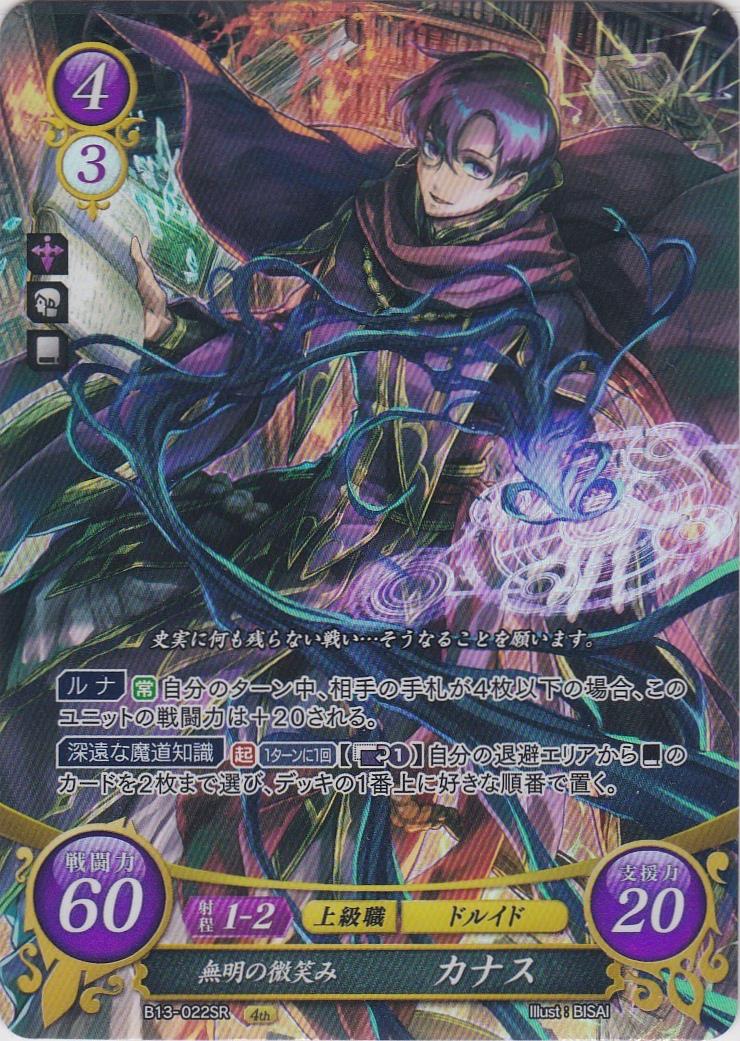 4
3
史実に何も残らない戦い…そうなることを願います。
ルナ 常 自分のターン中、相手の手札が4枚以下の場合、この
ユニットの戦闘力は+20される。
深遠な魔道知識 起 1ターンに1回 【 1】自分の退避エリアから の
カードを2枚まで選び、デッキの1番上に好きな順番で置く。
戦闘力
60
射程 1-2
上級職
ドルイド
支援力
20
無明の微笑み カナス
B13-022SR 4th Illust:BISAI